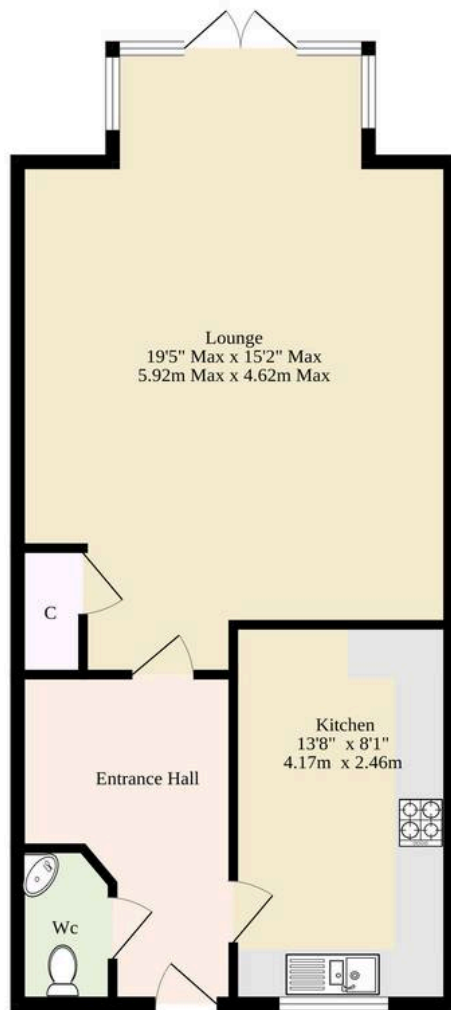 Lounge
19'5" Max x 15'2" Max
5.92m Max x 4.62m Max
C
Kitchen
13'8" x 8'1"
4.17m x 2.46m
Entrance Hall
Wc